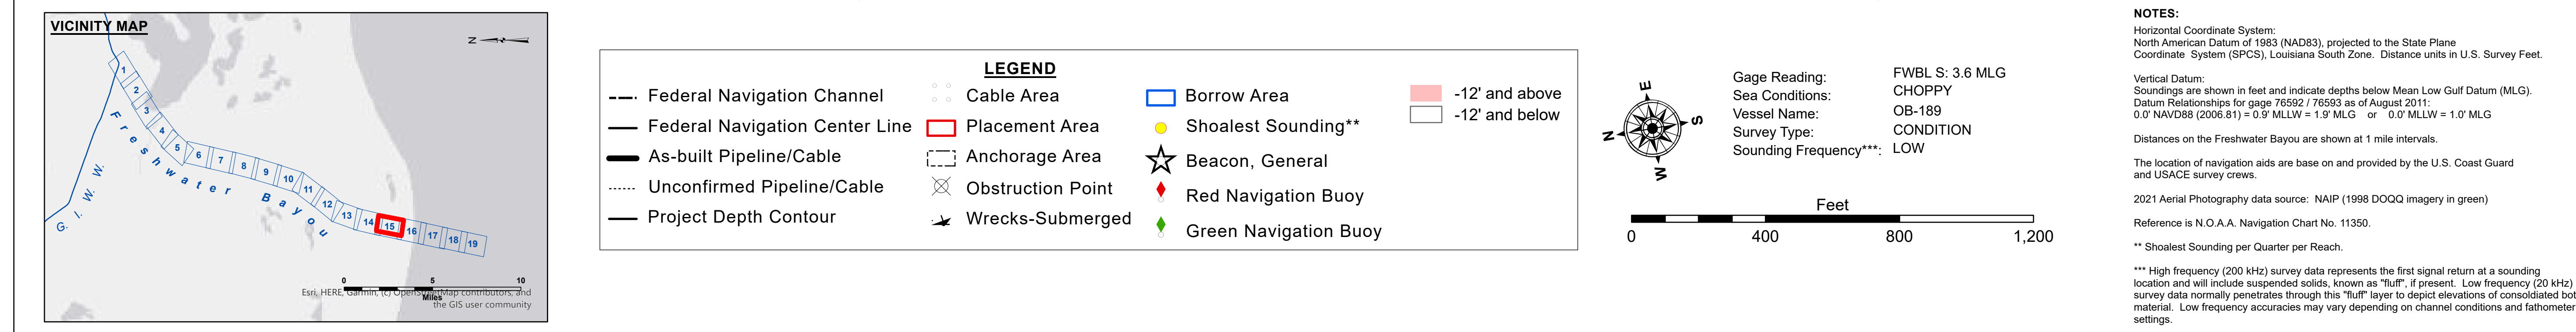 VICINITY MAP
N
1
2
3
4
5
6
7
8
9
10
11
12
13
14
15
16
17
18
19
Freshwater Bayou
G. I. W. W.
0 5 10
Miles
Esri, HERE, Garmin, (c) OpenStreetMap contributors, and
the GIS user community
LEGEND
Federal Navigation Channel
Federal Navigation Center Line
As-built Pipeline/Cable
Unconfirmed Pipeline/Cable
Project Depth Contour
Cable Area
Placement Area
Anchorage Area
Obstruction Point
Wrecks-Submerged
Borrow Area
Shoalest Sounding**
Beacon, General
Red Navigation Buoy
Green Navigation Buoy
-12' and above
-12' and below
E
N
S
W
Gage Reading: FWBL S: 3.6 MLG
Sea Conditions: CHOPPY
Vessel Name: OB-189
Survey Type: CONDITION
Sounding Frequency***: LOW
Feet
0 400 800 1,200
NOTES:
Horizontal Coordinate System:
North American Datum of 1983 (NAD83), projected to the State Plane
Coordinate System (SPCS), Louisiana South Zone. Distance units in U.S. Survey Feet.
Vertical Datum:
Soundings are shown in feet and indicate depths below Mean Low Gulf Datum (MLG).
Datum Relationships for gage 76592 / 76593 as of August 2011:
0.0' NAVD88 (2006.81) = 0.9' MLLW = 1.9' MLG or 0.0' MLLW = 1.0' MLG
Distances on the Freshwater Bayou are shown at 1 mile intervals.
The location of navigation aids are base on and provided by the U.S. Coast Guard
and USACE survey crews.
2021 Aerial Photography data source: NAIP (1998 DOQQ imagery in green)
Reference is N.O.A.A. Navigation Chart No. 11350.
** Shoalest Sounding per Quarter per Reach.
*** High frequency (200 kHz) survey data represents the first signal return at a sounding
location and will include suspended solids, known as "fluff", if present. Low frequency (20 kHz)
survey data normally penetrates through this "fluff" layer to depict elevations of consoldiated bot
material. Low frequency accuracies may vary depending on channel conditions and fathometer
settings.